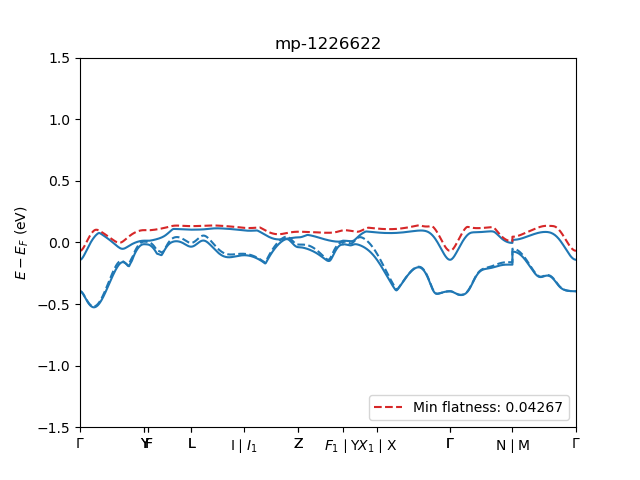 mp-1226622
E − E_F (eV)
1.5
1.0
0.5
0.0
−0.5
−1.0
−1.5
Min flatness: 0.04267
Γ Y F L I | I_1 Z F_1 | Y X_1 | X Γ N | M Γ